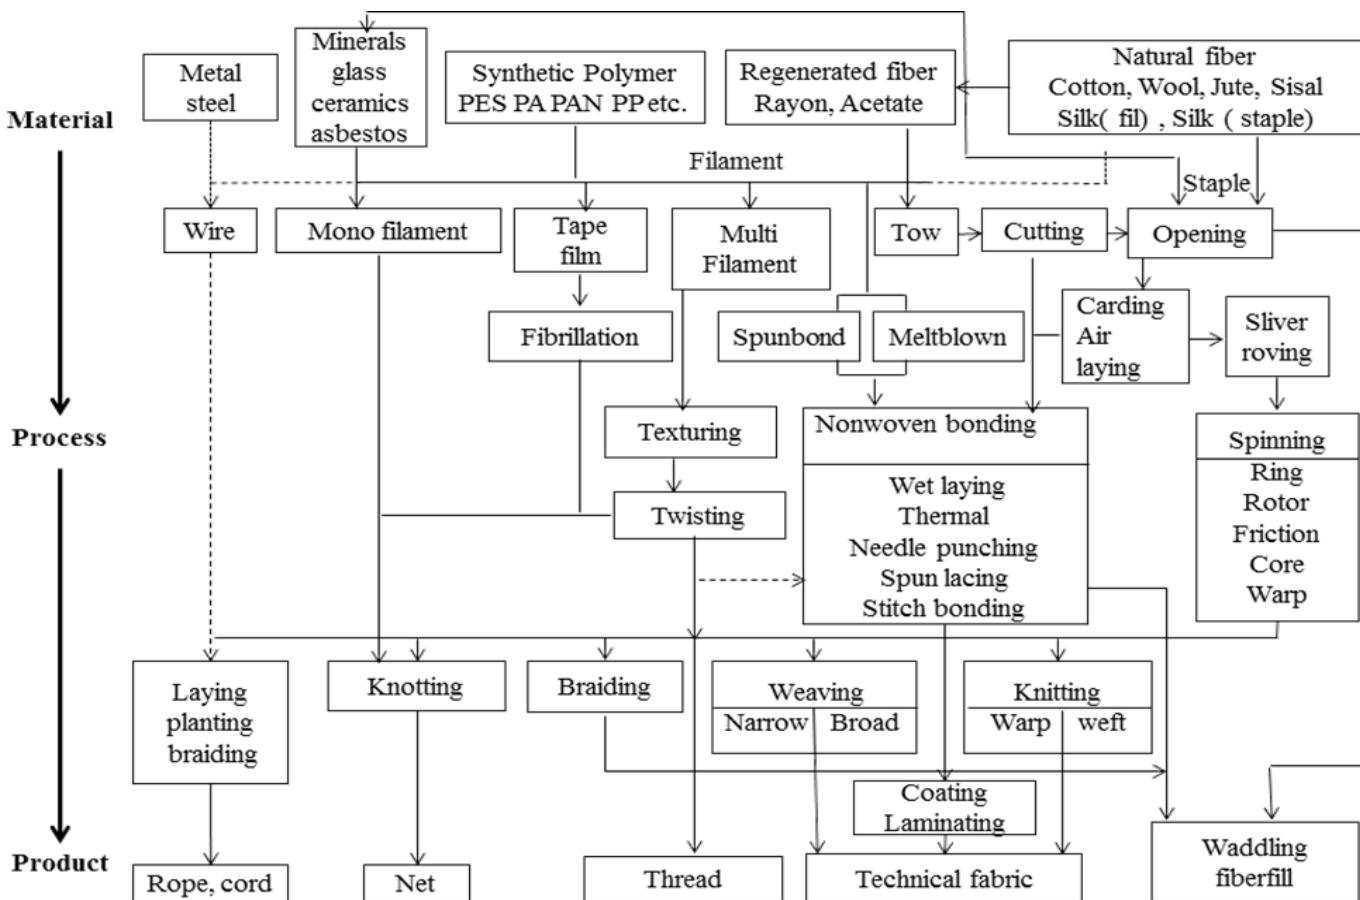 Minerals
glass
ceramics
asbestos
Metal
steel
Synthetic Polymer
PES PA PAN PP etc.
Regenerated fiber
Rayon, Acetate
Natural fiber
Cotton, Wool, Jute, Sisal
Silk( fil) , Silk ( staple)
Material
Filament
Staple
Wire
Mono filament
Tape
film
Multi
Filament
Tow
Cutting
Opening
Fibrillation
Spunbond
Meltblown
Carding
Air
laying
Sliver
roving
Process
Texturing
Twisting
Nonwoven bonding
Wet laying
Thermal
Needle punching
Spun lacing
Stitch bonding
Spinning
Ring
Rotor
Friction
Core
Warp
Laying
planting
braiding
Knotting
Braiding
Weaving
Narrow Broad
Knitting
Warp weft
Coating
Laminating
Product
Rope, cord
Net
Thread
Technical fabric
Waddling
fiberfill